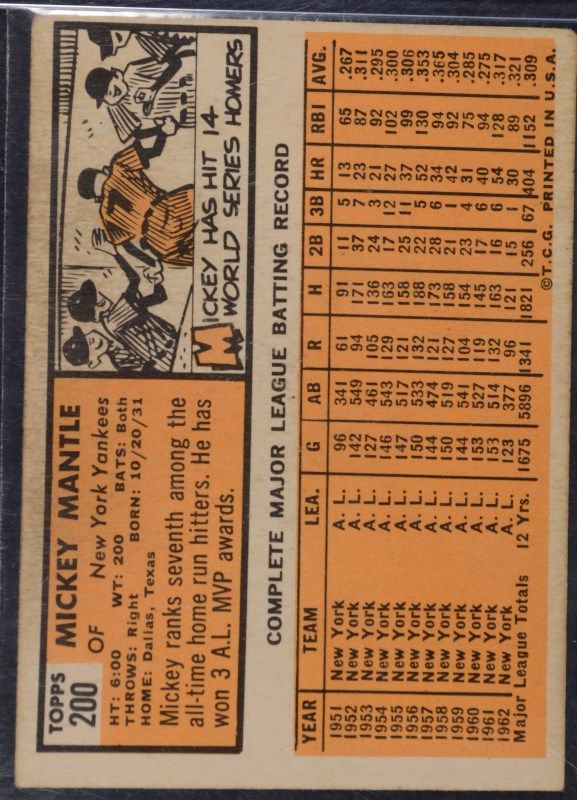 TOPPS
200
MICKEY MANTLE
OF New York Yankees
HT: 6:00 WT: 200 BATS: Both
THROWS: Right BORN: 10/20/31
HOME: Dallas, Texas
Mickey ranks seventh among the
all-time home run hitters. He has
won 3 A.L. MVP awards.
7
MICKEY HAS HIT 14
WORLD SERIES HOMERS
COMPLETE MAJOR LEAGUE BATTING RECORD
YEAR TEAM LEA. G AB R H 2B 3B HR RBI AVG.
1951 New York A. L. 96 341 61 91 11 5 13 65 .267
1952 New York A. L. 142 549 94 171 37 7 23 87 .311
1953 New York A. L. 127 461 105 136 24 3 21 92 .295
1954 New York A. L. 146 543 129 163 17 12 27 102 .300
1955 New York A. L. 147 517 121 158 25 11 37 99 .306
1956 New York A. L. 150 533 132 188 22 5 52 130 .353
1957 New York A. L. 144 474 121 173 28 6 34 94 .365
1958 New York A. L. 150 519 127 158 21 1 42 92 .304
1959 New York A. L. 144 541 104 154 23 4 31 75 .285
1960 New York A. L. 153 527 119 145 17 6 40 94 .275
1961 New York A. L. 153 514 132 163 16 6 54 128 .317
1962 New York A. L. 123 377 96 121 15 1 30 89 .321
Major League Totals 12 Yrs. 1675 5896 1341 1821 256 67 404 1152 .309
©T.C.G. PRINTED IN U.S.A.